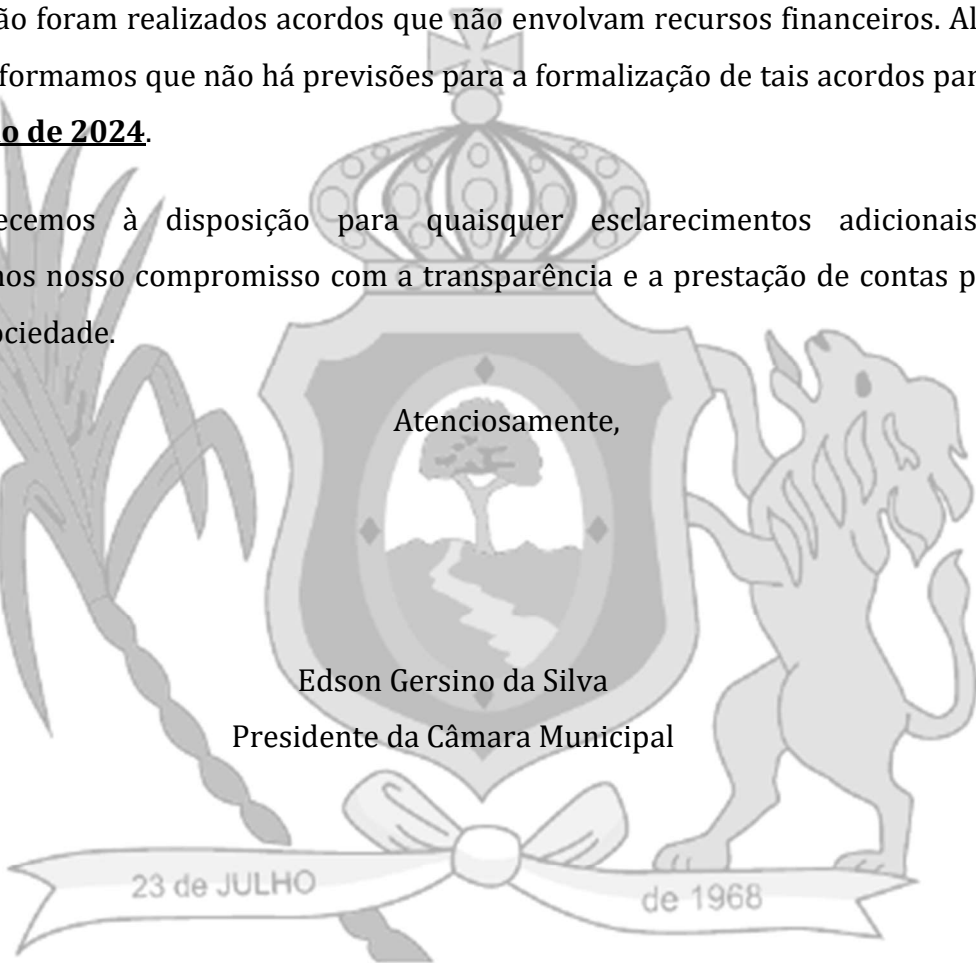 ão foram realizados acordos que não envolvam recursos financeiros. Al
formamos que não há previsões para a formalização de tais acordos par
o de 2024.
ecemos à disposição para quaisquer esclarecimentos adicionais
nos nosso compromisso com a transparência e a prestação de contas p
ociedade.
Atenciosamente,
Edson Gersino da Silva
Presidente da Câmara Municipal
23 de JULHO de 1968